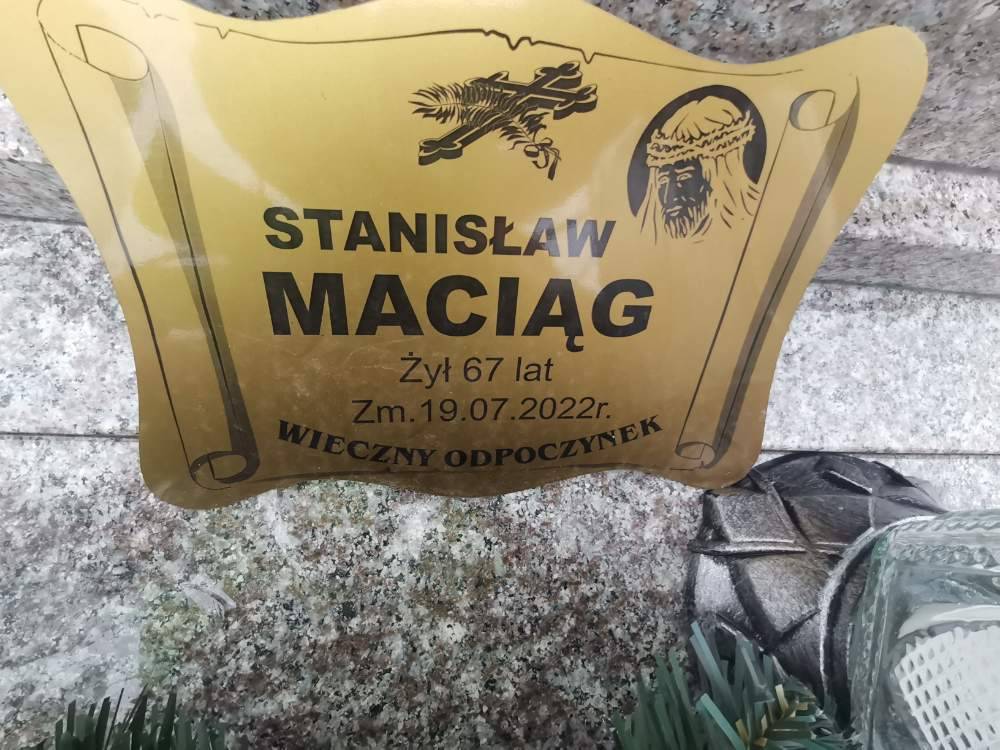 STANISŁAW
MACIĄG
Żył 67 lat
Zm.19.07.2022r.
WIECZNY ODPOCZYNEK